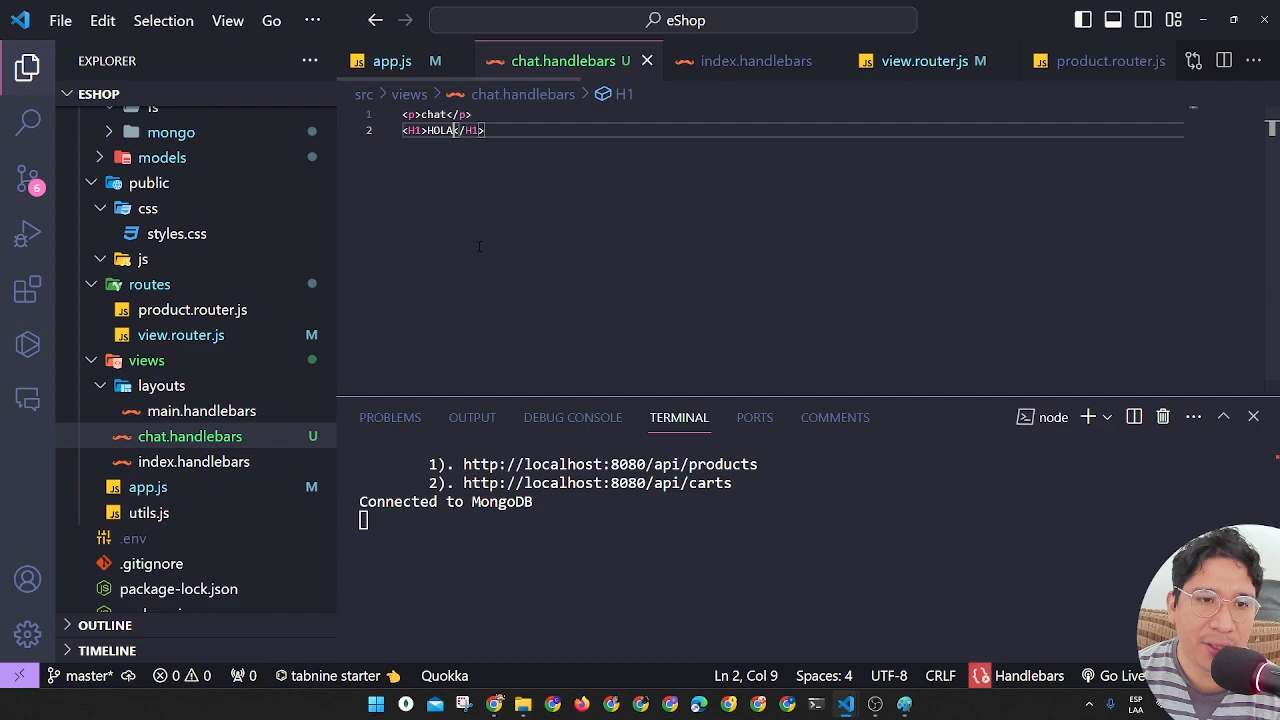 File Edit Selection View Go ··· eShop
EXPLORER ···
app.js M chat.handlebars U index.handlebars view.router.js M product.router.js ···
ESHOP
src > views > chat.handlebars > H1
1 <p>chat</p>
2 <H1>HOLA</H1>
mongo
models
public
css
styles.css
js
routes
product.router.js
view.router.js M
views
layouts
main.handlebars
chat.handlebars U
index.handlebars
app.js M
utils.js
.env
.gitignore
package-lock.json
OUTLINE
TIMELINE
6
PROBLEMS OUTPUT DEBUG CONSOLE TERMINAL PORTS COMMENTS node ···
1). http://localhost:8080/api/products
2). http://localhost:8080/api/carts
Connected to MongoDB
master* 0 0 0 tabnine starter Quokka Ln 2, Col 9 Spaces: 4 UTF-8 CRLF Handlebars Go Live
ESP
LAA